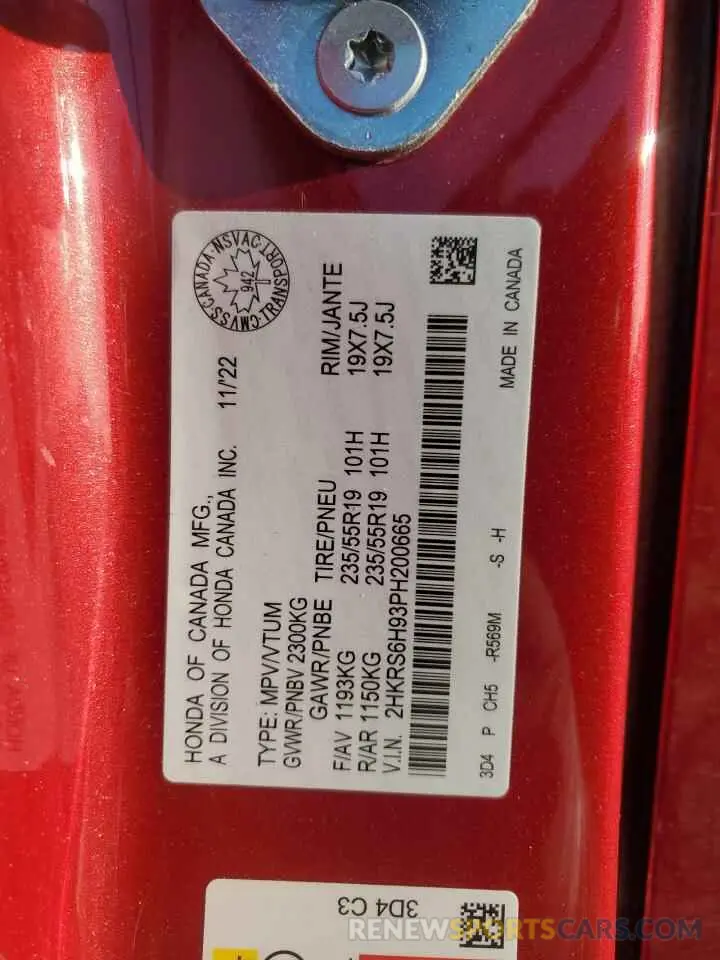 HONDA OF CANADA MFG.,
A DIVISION OF HONDA CANADA INC. 11/'22
CMVSS/CANADA-NSVAC-TRANSPORT
942
TYPE: MPV/VTUM
GVWR/PNBV 2300KG
GAWR/PNBE TIRE/PNEU RIM/JANTE
F/AV 1193KG 235/55R19 101H 19X7.5J
R/AR 1150KG 235/55R19 101H 19X7.5J
V.I.N. 2HKRS6H93PH200665
3D4 P CH5 -R569M -S -H MADE IN CANADA
3D4 C3
RENEWSPORTSCARS.COM